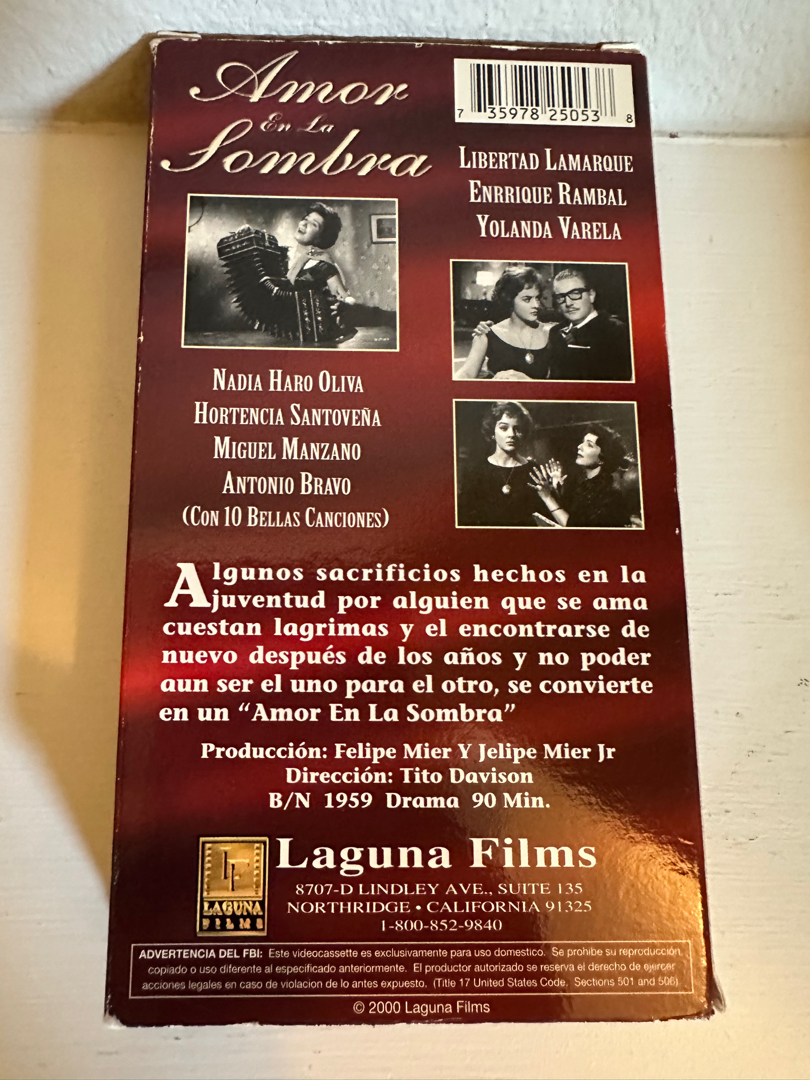 Amor
En La
Sombra
7 35978 25053 8
LIBERTAD LAMARQUE
ENRRIQUE RAMBAL
YOLANDA VARELA
NADIA HARO OLIVA
HORTENCIA SANTOVEÑA
MIGUEL MANZANO
ANTONIO BRAVO
(CON 10 BELLAS CANCIONES)
Algunos sacrificios hechos en la
juventud por alguien que se ama
cuestan lagrimas y el encontrarse de
nuevo después de los años y no poder
aun ser el uno para el otro, se convierte
en un “Amor En La Sombra”
Producción: Felipe Mier Y Jelipe Mier Jr
Dirección: Tito Davison
B/N 1959 Drama 90 Min.
LF
LAGUNA
FILMS
Laguna Films
8707-D LINDLEY AVE., SUITE 135
NORTHRIDGE • CALIFORNIA 91325
1-800-852-9840
ADVERTENCIA DEL FBI: Este videocassette es exclusivamente para uso domestico. Se prohibe su reproducción,
copiado o uso diferente al especificado anteriormente. El productor autorizado se reserva el derecho de ejercer
acciones legales en caso de violacion de lo antes expuesto. (Title 17 United States Code, Sections 501 and 506)
© 2000 Laguna Films